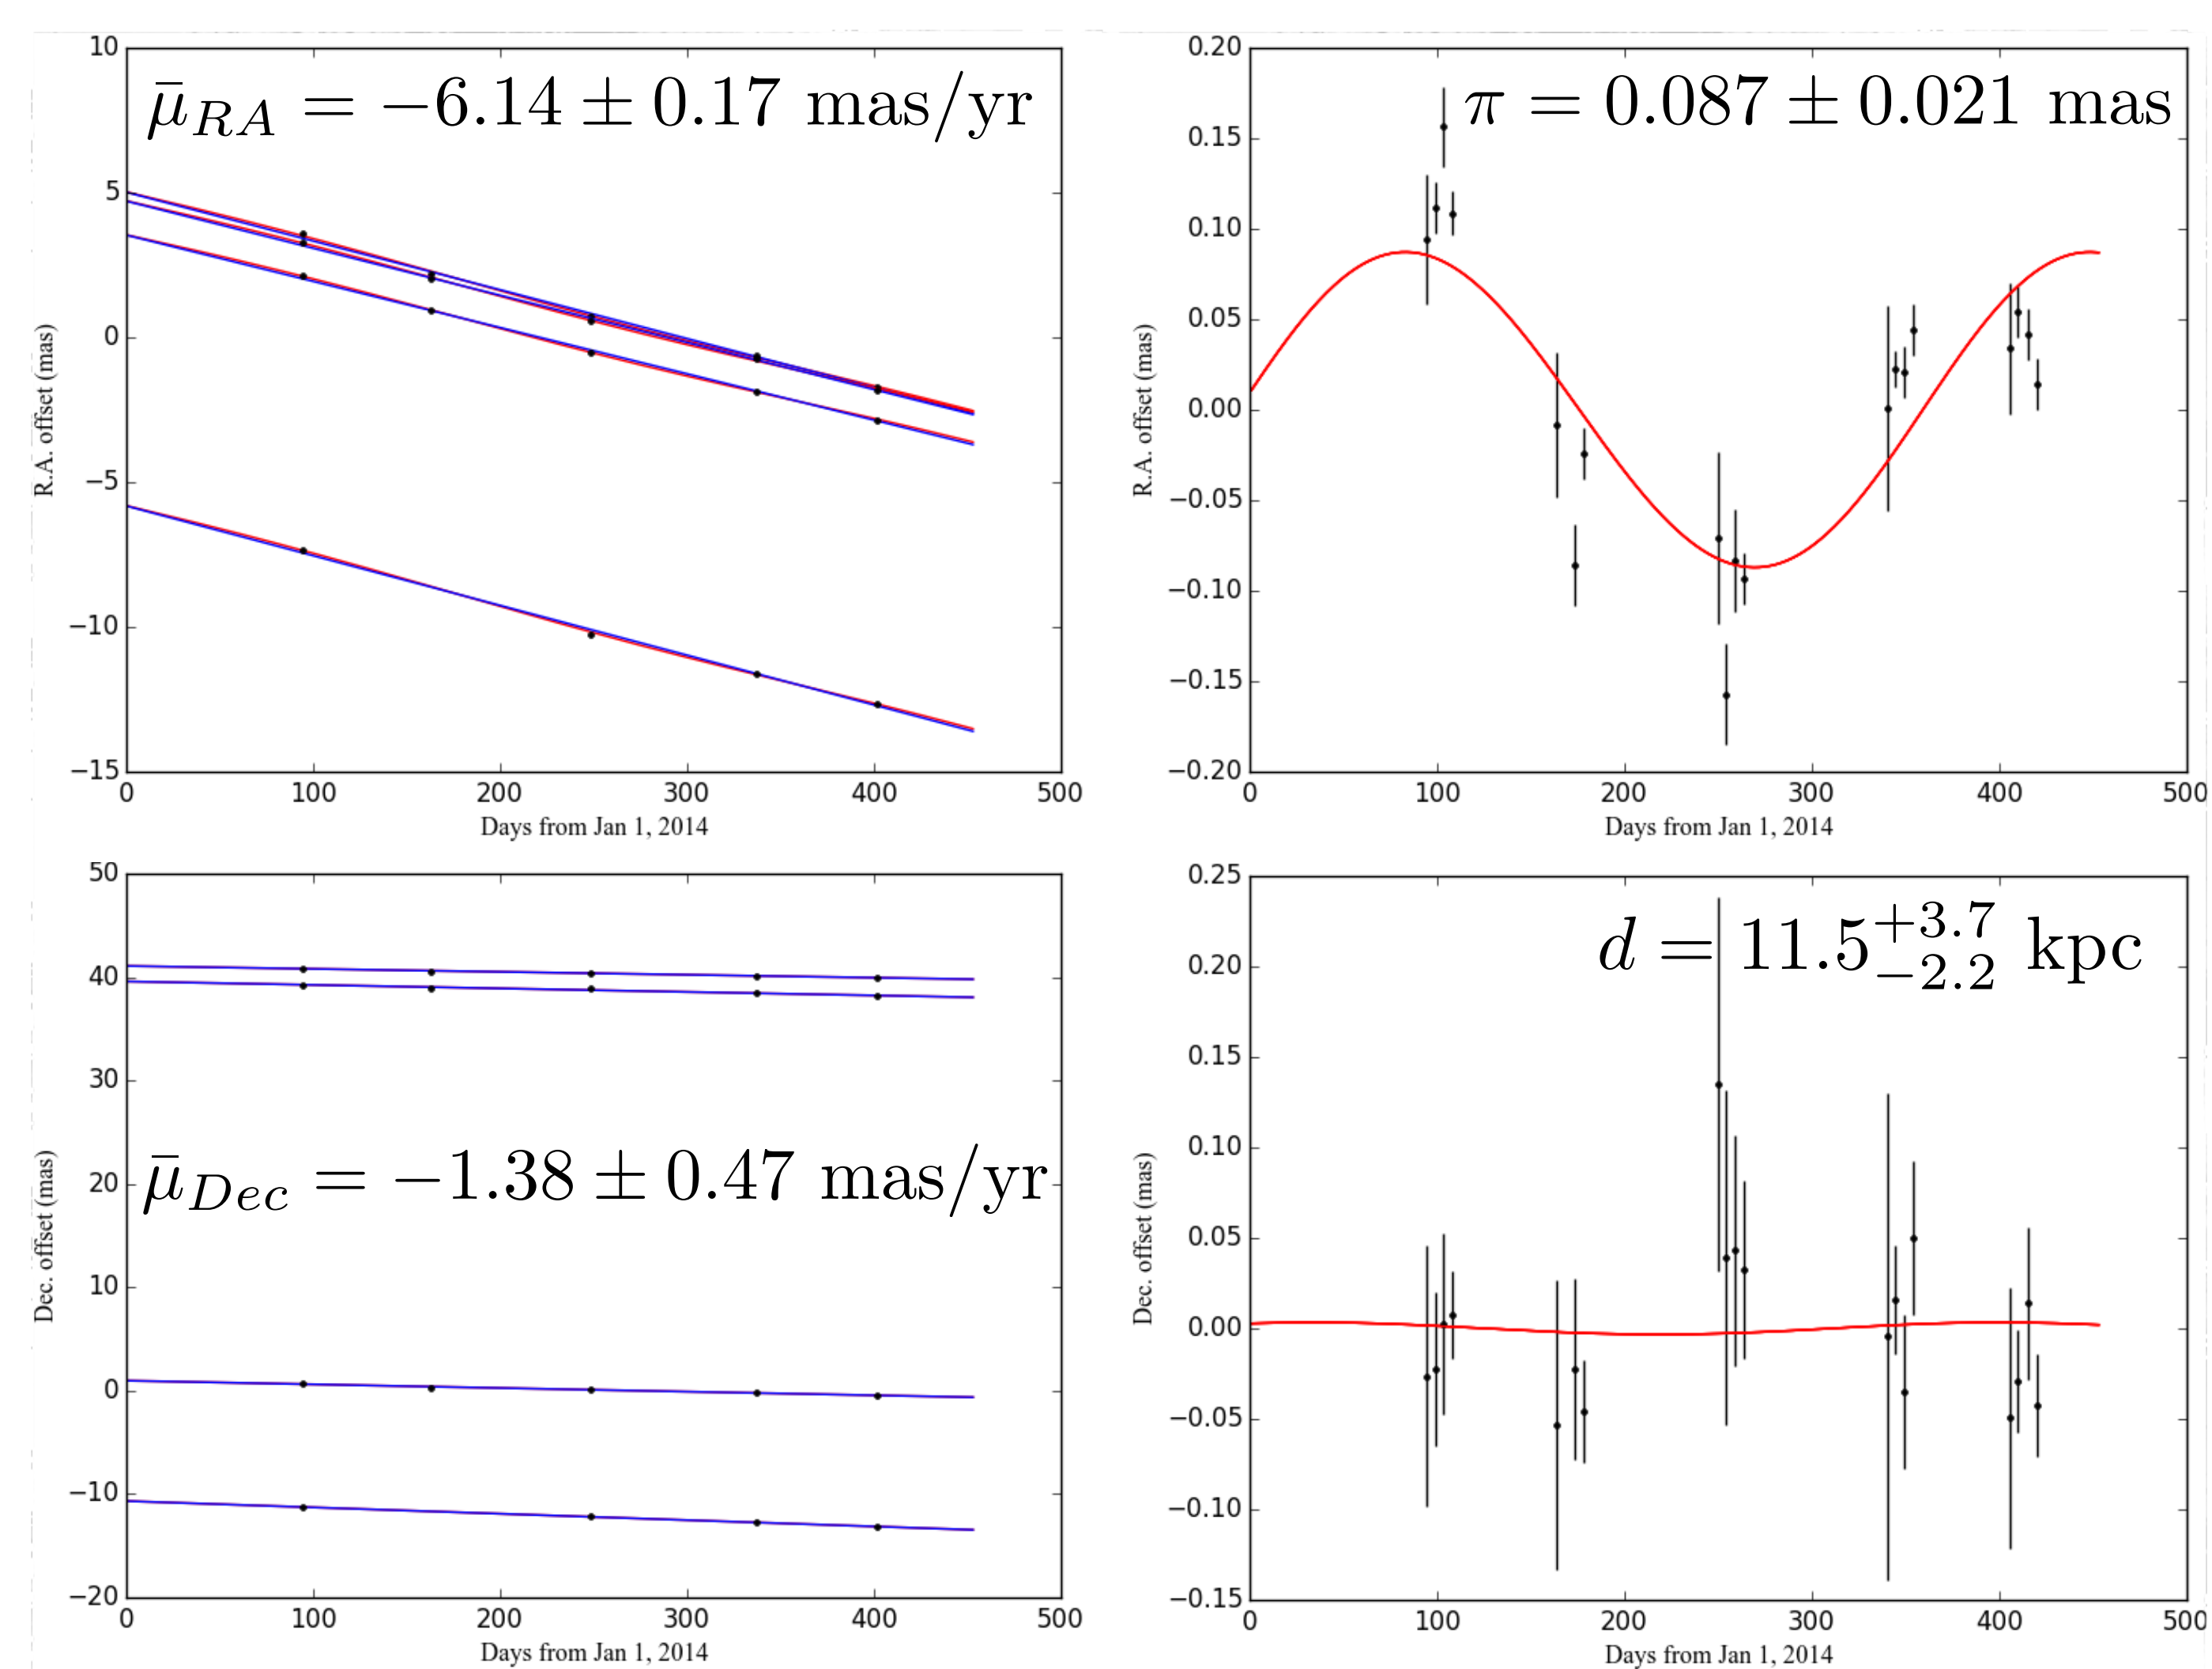 μ̄_RA = −6.14 ± 0.17 mas/yr
10
5
0
−5
−10
−15
R.A. offset (mas)
0 100 200 300 400 500
Days from Jan 1, 2014
π = 0.087 ± 0.021 mas
0.20
0.15
0.10
0.05
0.00
−0.05
−0.10
−0.15
−0.20
R.A. offset (mas)
0 100 200 300 400 500
Days from Jan 1, 2014
μ̄_Dec = −1.38 ± 0.47 mas/yr
50
40
30
20
10
0
−10
−20
Dec. offset (mas)
0 100 200 300 400 500
Days from Jan 1, 2014
d = 11.5^{+3.7}_{−2.2} kpc
0.25
0.20
0.15
0.10
0.05
0.00
−0.05
−0.10
−0.15
Dec. offset (mas)
0 100 200 300 400 500
Days from Jan 1, 2014